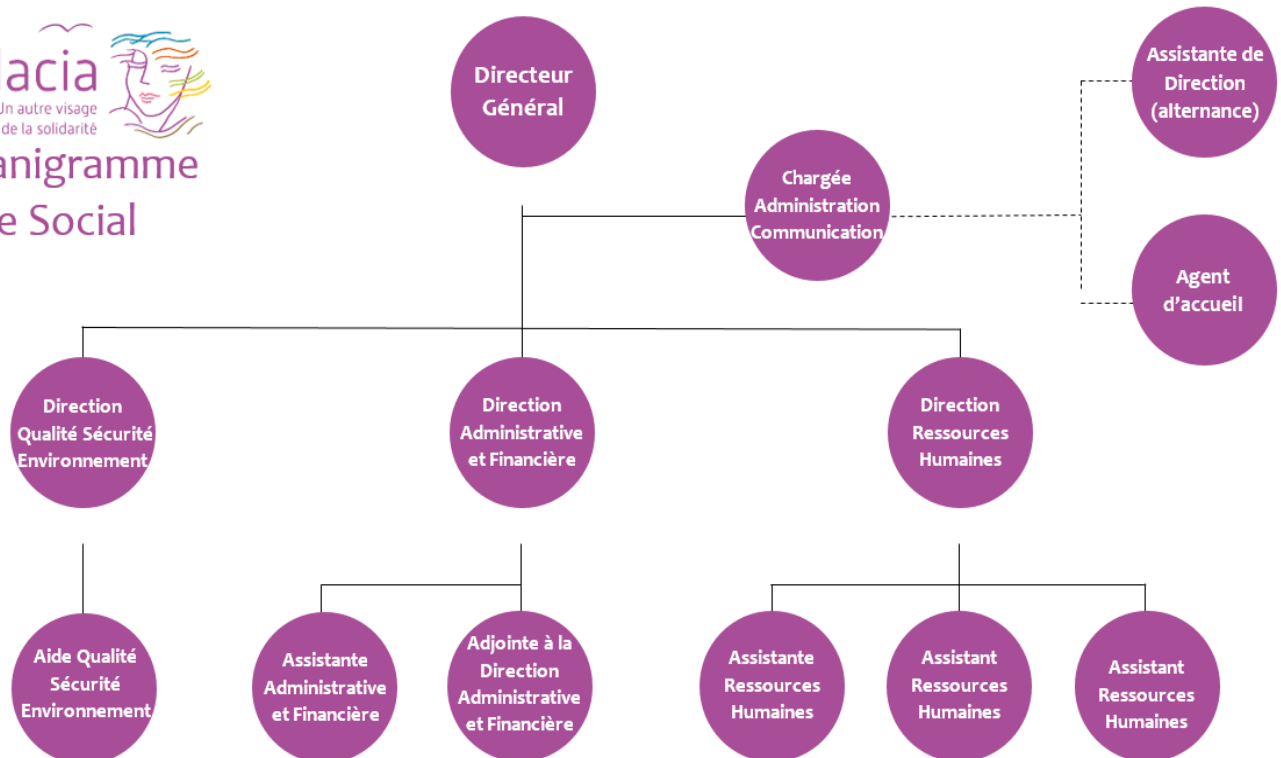 lacia
Un autre visage
de la solidarité
anigramme
e Social
Directeur
Général
Assistante de
Direction
(alternance)
Chargée
Administration
Communication
Agent
d'accueil
Direction
Qualité Sécurité
Environnement
Direction
Administrative
et Financière
Direction
Ressources
Humaines
Aide Qualité
Sécurité
Environnement
Assistante
Administrative
et Financière
Adjointe à la
Direction
Administrative
et Financière
Assistante
Ressources
Humaines
Assistant
Ressources
Humaines
Assistant
Ressources
Humaines